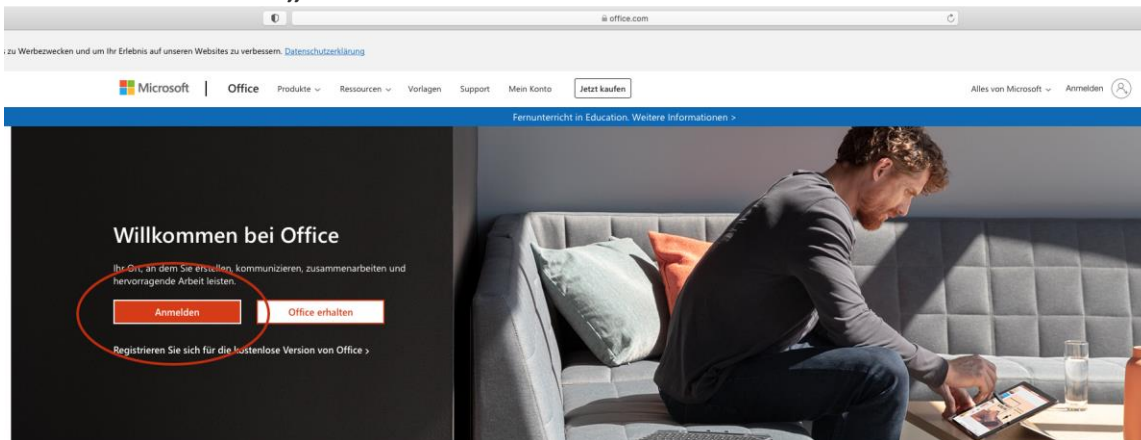 „
office.com
s zu Werbezwecken und um Ihr Erlebnis auf unseren Websites zu verbessern. Datenschutzerklärung
Microsoft | Office Produkte Ressourcen Vorlagen Support Mein Konto Jetzt kaufen Alles von Microsoft Anmelden
Fernunterricht in Education. Weitere Informationen >
Willkommen bei Office
Ihr Ort, an dem Sie erstellen, kommunizieren, zusammenarbeiten und
hervorragende Arbeit leisten.
Anmelden Office erhalten
Registrieren Sie sich für die kostenlose Version von Office >